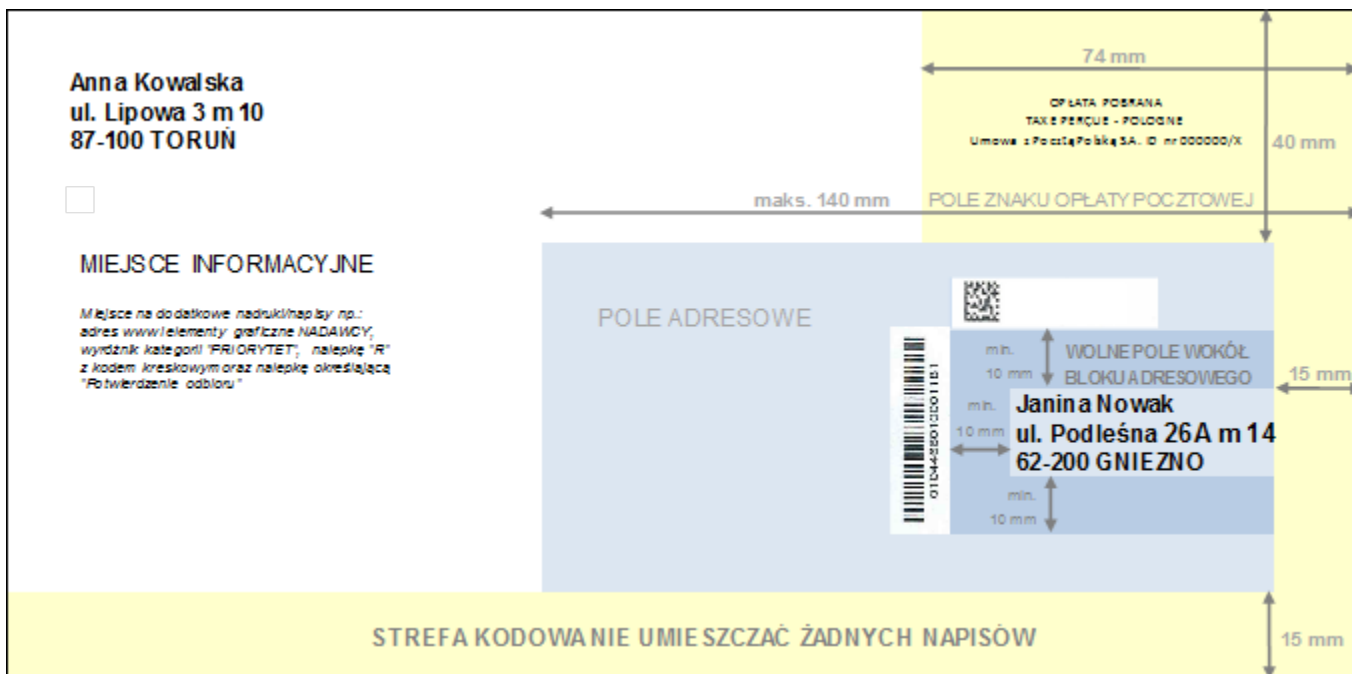 Anna Kowalska
ul. Lipowa 3 m 10
87-100 TORUŃ
74 mm
OPŁATA POBRANA
TAXE PERÇUE - POLOGNE
Umowa z Pocztą Polską S.A. ID nr 000000/X
40 mm
maks. 140 mm
POLE ZNAKU OPŁATY POCZTOWEJ
MIEJSCE INFORMACYJNE
Miejsce na dodatkowe nadruki/napisy np.:
adres www i elementy graficzne NADAWCY,
wyróżnik kategorii "PRIORYTET", nalepkę "R"
z kodem kreskowym oraz nalepkę określającą
"Potwierdzenie odbioru"
POLE ADRESOWE
min.
10 mm
WOLNE POLE WOKÓŁ
BLOKU ADRESOWEGO
15 mm
min.
10 mm
Janina Nowak
ul. Podleśna 26A m 14
62-200 GNIEZNO
min.
10 mm
STREFA KODOWANIE UMIESZCZAĆ ŻADNYCH NAPISÓW
15 mm